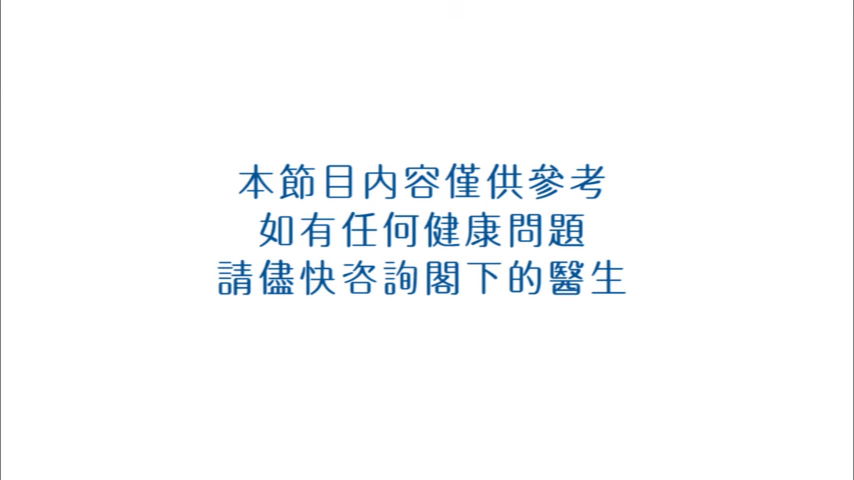 本節目內容僅供參考
如有任何健康問題
請儘快咨詢閣下的醫生